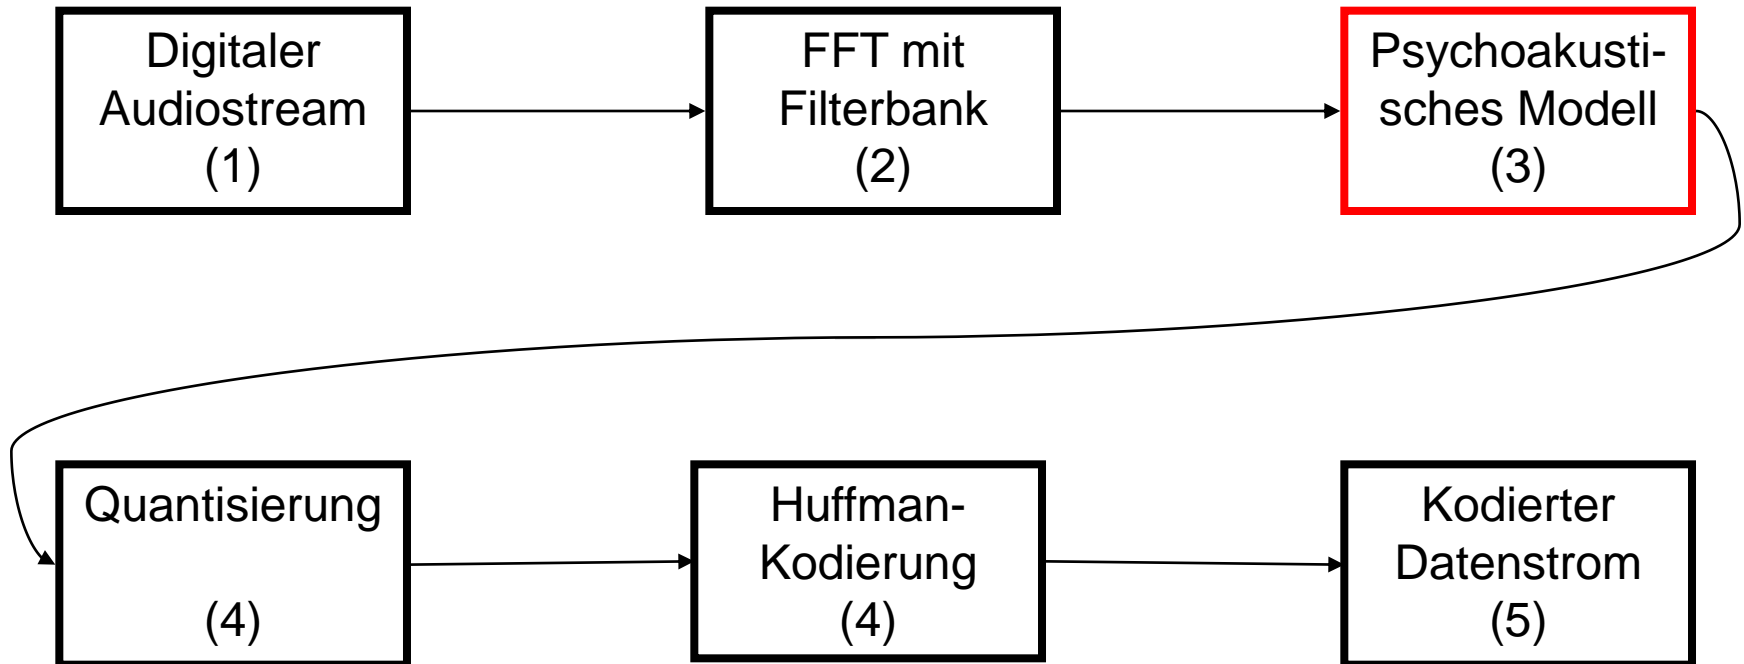 Digitaler
Audiostream
(1)
FFT mit
Filterbank
(2)
Psychoakusti-
sches Modell
(3)
Quantisierung
(4)
Huffman-
Kodierung
(4)
Kodierter
Datenstrom
(5)